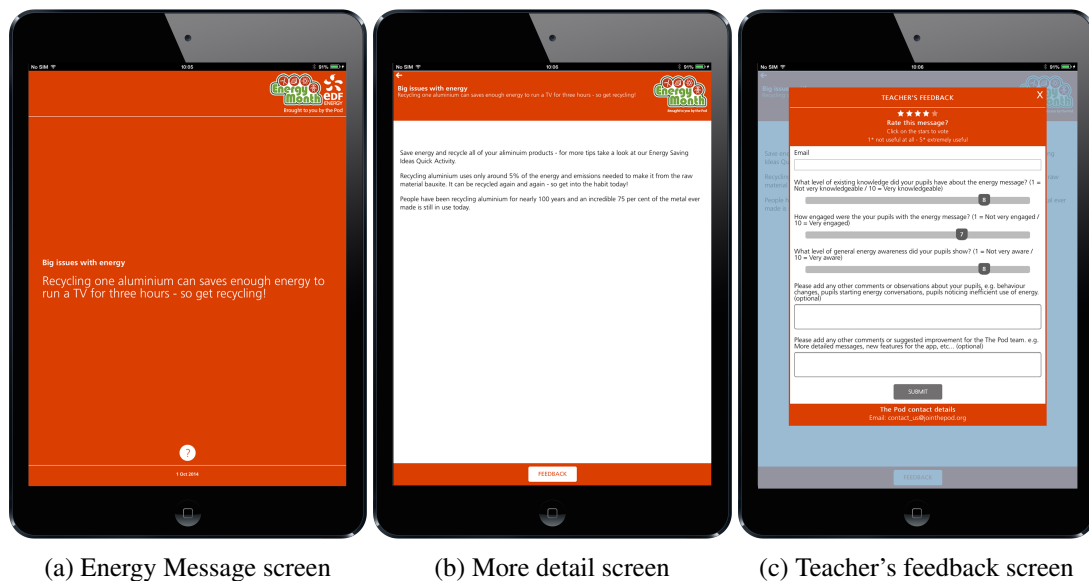 No SIM
10:05
91%
Energy
Month
eDF
ENERGY
Brought to you by the Pod
Big issues with energy
Recycling one aluminium can saves enough energy to
run a TV for three hours - so get recycling!
?
1 Oct 2014
(a) Energy Message screen
No SIM
10:06
91%
Big issues with energy
Recycling one aluminium can saves enough energy to run a TV for three hours - so get recycling!
Energy
Month
Brought to you by the Pod
Save energy and recycle all of your aliminuim products - for more tips take a look at our Energy Saving
Ideas Quick Activity.
Recycling aluminium uses only around 5% of the energy and emissions needed to make it from the raw
material bauxite. It can be recycled again and again - so get into the habit today!
People have been recycling aluminium for nearly 100 years and an incredible 75 per cent of the metal ever
made is still in use today.
FEEDBACK
(b) More detail screen
No SIM
10:06
91%
TEACHER'S FEEDBACK
X
Rate this message?
Click on the stars to vote
1* not useful at all - 5* extremely useful
Email
What level of existing knowledge did your pupils have about the energy message? (1 =
Not very knowledgeable / 10 = Very knowledgeable)
8
How engaged were the your pupils with the energy message? (1 = Not very engaged /
10 = Very engaged)
7
What level of general energy awareness did your pupils show? (1 = Not very aware /
10 = Very aware)
8
Please add any other comments or observations about your pupils, e.g. behaviour
changes, pupils starting energy conversations, pupils noticing inefficient use of energy.
(optional)
Please add any other comments or suggested improvement for the The Pod team. e.g.
More detailed messages, new features for the app, etc... (optional)
SUBMIT
The Pod contact details
Email: contact_us@jointhepod.org
FEEDBACK
(c) Teacher's feedback screen